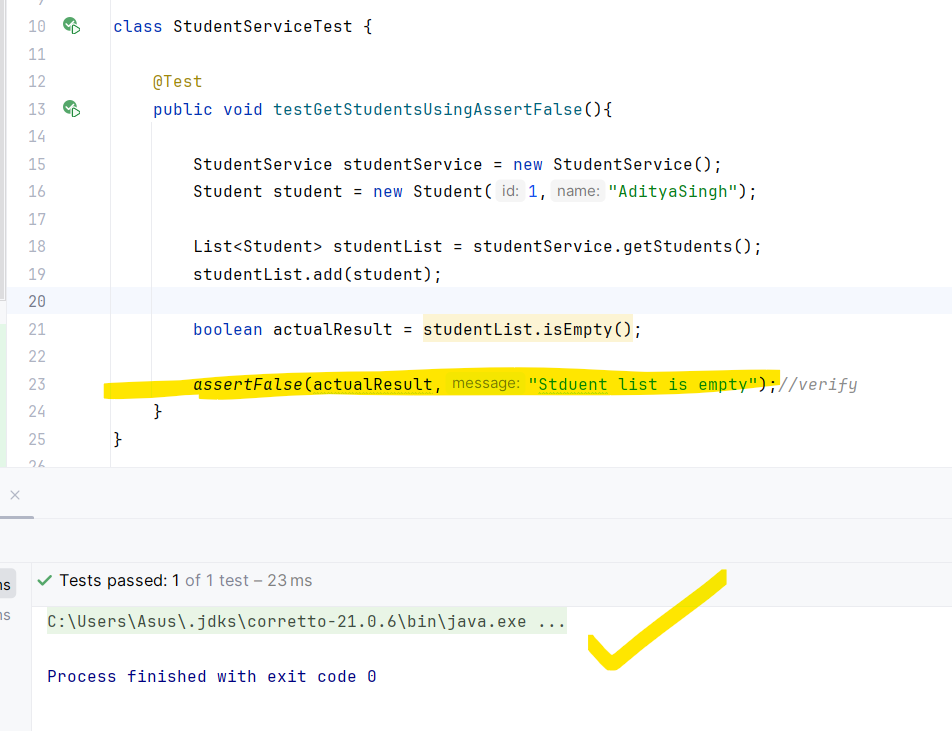 10 class StudentServiceTest {
11
12 @Test
13 public void testGetStudentsUsingAssertFalse(){
14
15 StudentService studentService = new StudentService();
16 Student student = new Student( id: 1, name: "AdityaSingh");
17
18 List<Student> studentList = studentService.getStudents();
19 studentList.add(student);
20
21 boolean actualResult = studentList.isEmpty();
22
23 assertFalse(actualResult, message: "Stduent list is empty");//verify
24 }
25 }
26
ms Tests passed: 1 of 1 test – 23 ms
ms C:\Users\Asus\.jdks\corretto-21.0.6\bin\java.exe ...
Process finished with exit code 0